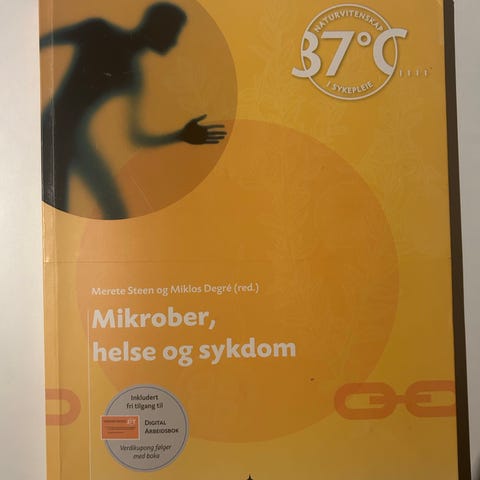 NATURVITENSKAP
37°C
I SYKEPLEIE
Merete Steen og Miklos Degré (red.)
Mikrober,
helse og sykdom
Inkludert
fri tilgang til
DIGITAL
ARBEIDSBOK
Verdikupong følger
med boka